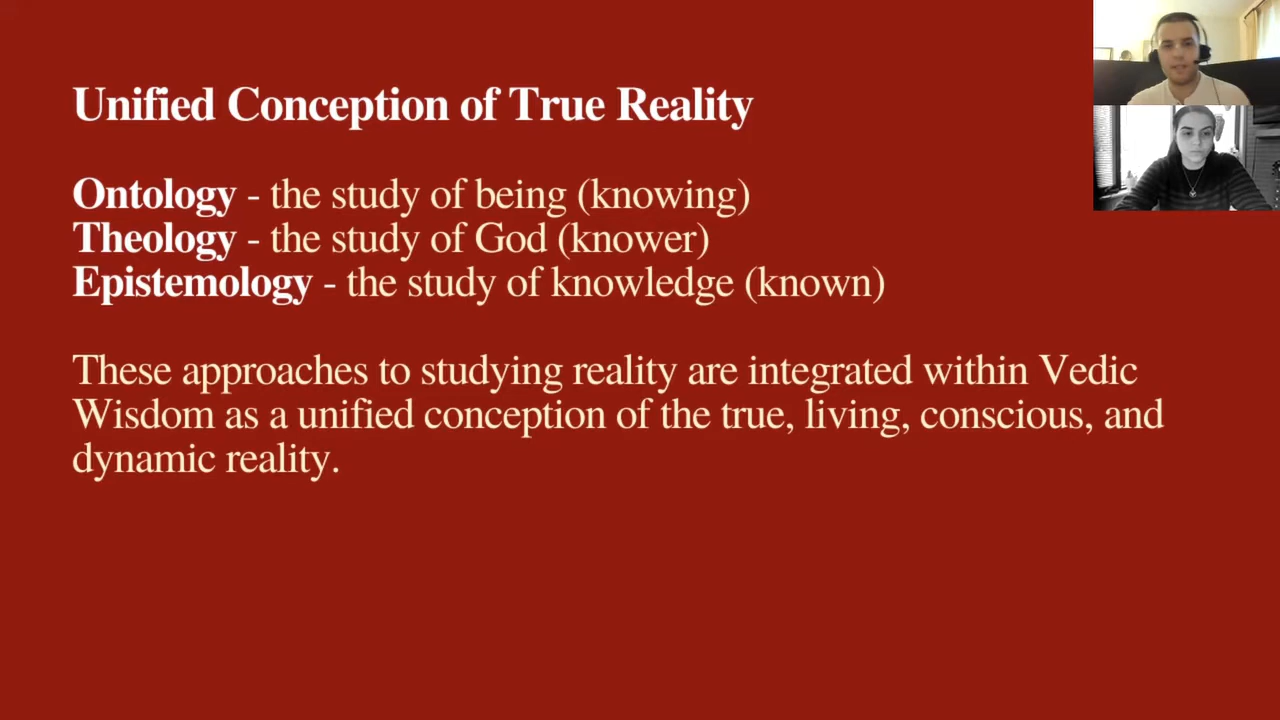 Unified Conception of True Reality
Ontology - the study of being (knowing)
Theology - the study of God (knower)
Epistemology - the study of knowledge (known)
These approaches to studying reality are integrated within Vedic
Wisdom as a unified conception of the true, living, conscious, and
dynamic reality.